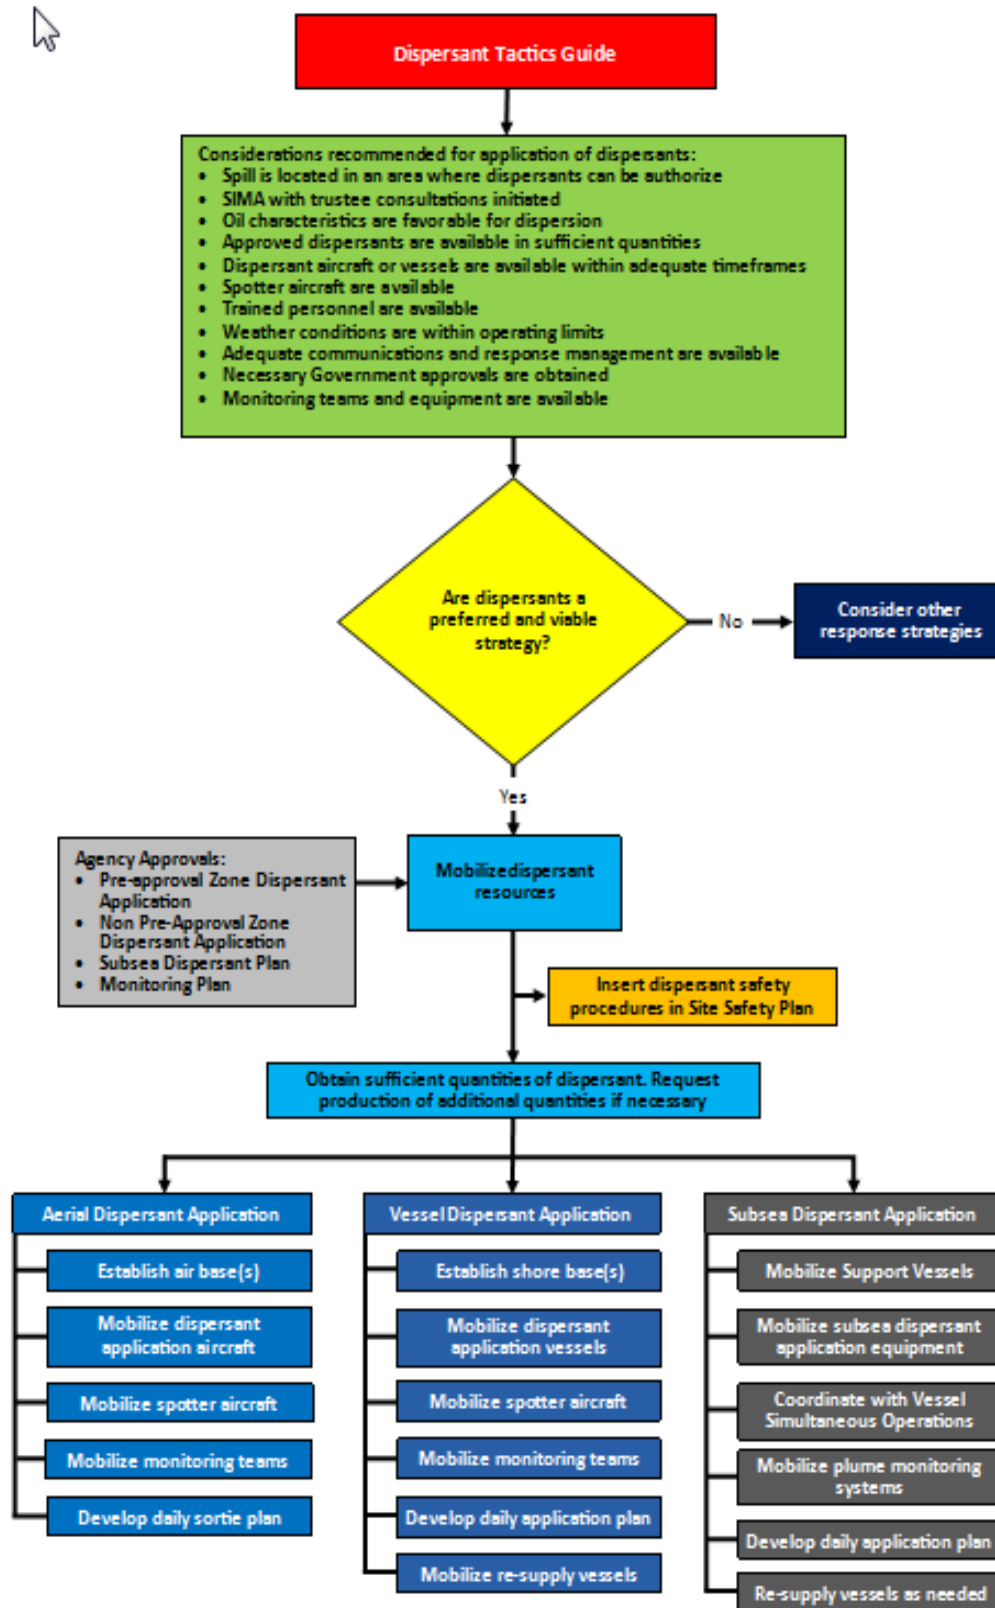 Dispersant Tactics Guide
Considerations recommended for application of dispersants:
• Spill is located in an area where dispersants can be authorize
• SIMA with trustee consultations initiated
• Oil characteristics are favorable for dispersion
• Approved dispersants are available in sufficient quantities
• Dispersant aircraft or vessels are available within adequate timeframes
• Spotter aircraft are available
• Trained personnel are available
• Weather conditions are within operating limits
• Adequate communications and response management are available
• Necessary Government approvals are obtained
• Monitoring teams and equipment are available
Are dispersants a
preferred and viable
strategy?
No
Consider other
response strategies
Yes
Agency Approvals:
• Pre-approval Zone Dispersant
Application
• Non Pre-Approval Zone
Dispersant Application
• Subsea Dispersant Plan
• Monitoring Plan
Mobilizedispersant
resources
Insert dispersant safety
procedures in Site Safety Plan
Obtain sufficient quantities of dispersant. Request
production of additional quantities if necessary
Aerial Dispersant Application
Establish air base(s)
Mobilize dispersant
application aircraft
Mobilize spotter aircraft
Mobilize monitoring teams
Develop daily sortie plan
Vessel Dispersant Application
Establish shore base(s)
Mobilize dispersant
application vessels
Mobilize spotter aircraft
Mobilize monitoring teams
Develop daily application plan
Mobilize re-supply vessels
Subsea Dispersant Application
Mobilize Support Vessels
Mobilize subsea dispersant
application equipment
Coordinate with Vessel
Simultaneous Operations
Mobilize plume monitoring
systems
Develop daily application plan
Re-supply vessels as needed